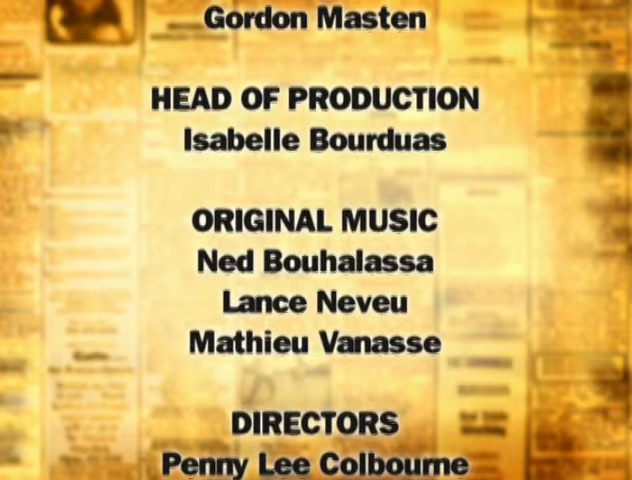 Gordon Masten
HEAD OF PRODUCTION
Isabelle Bourduas
ORIGINAL MUSIC
Ned Bouhalassa
Lance Neveu
Mathieu Vanasse
DIRECTORS
Penny Lee Colbourne